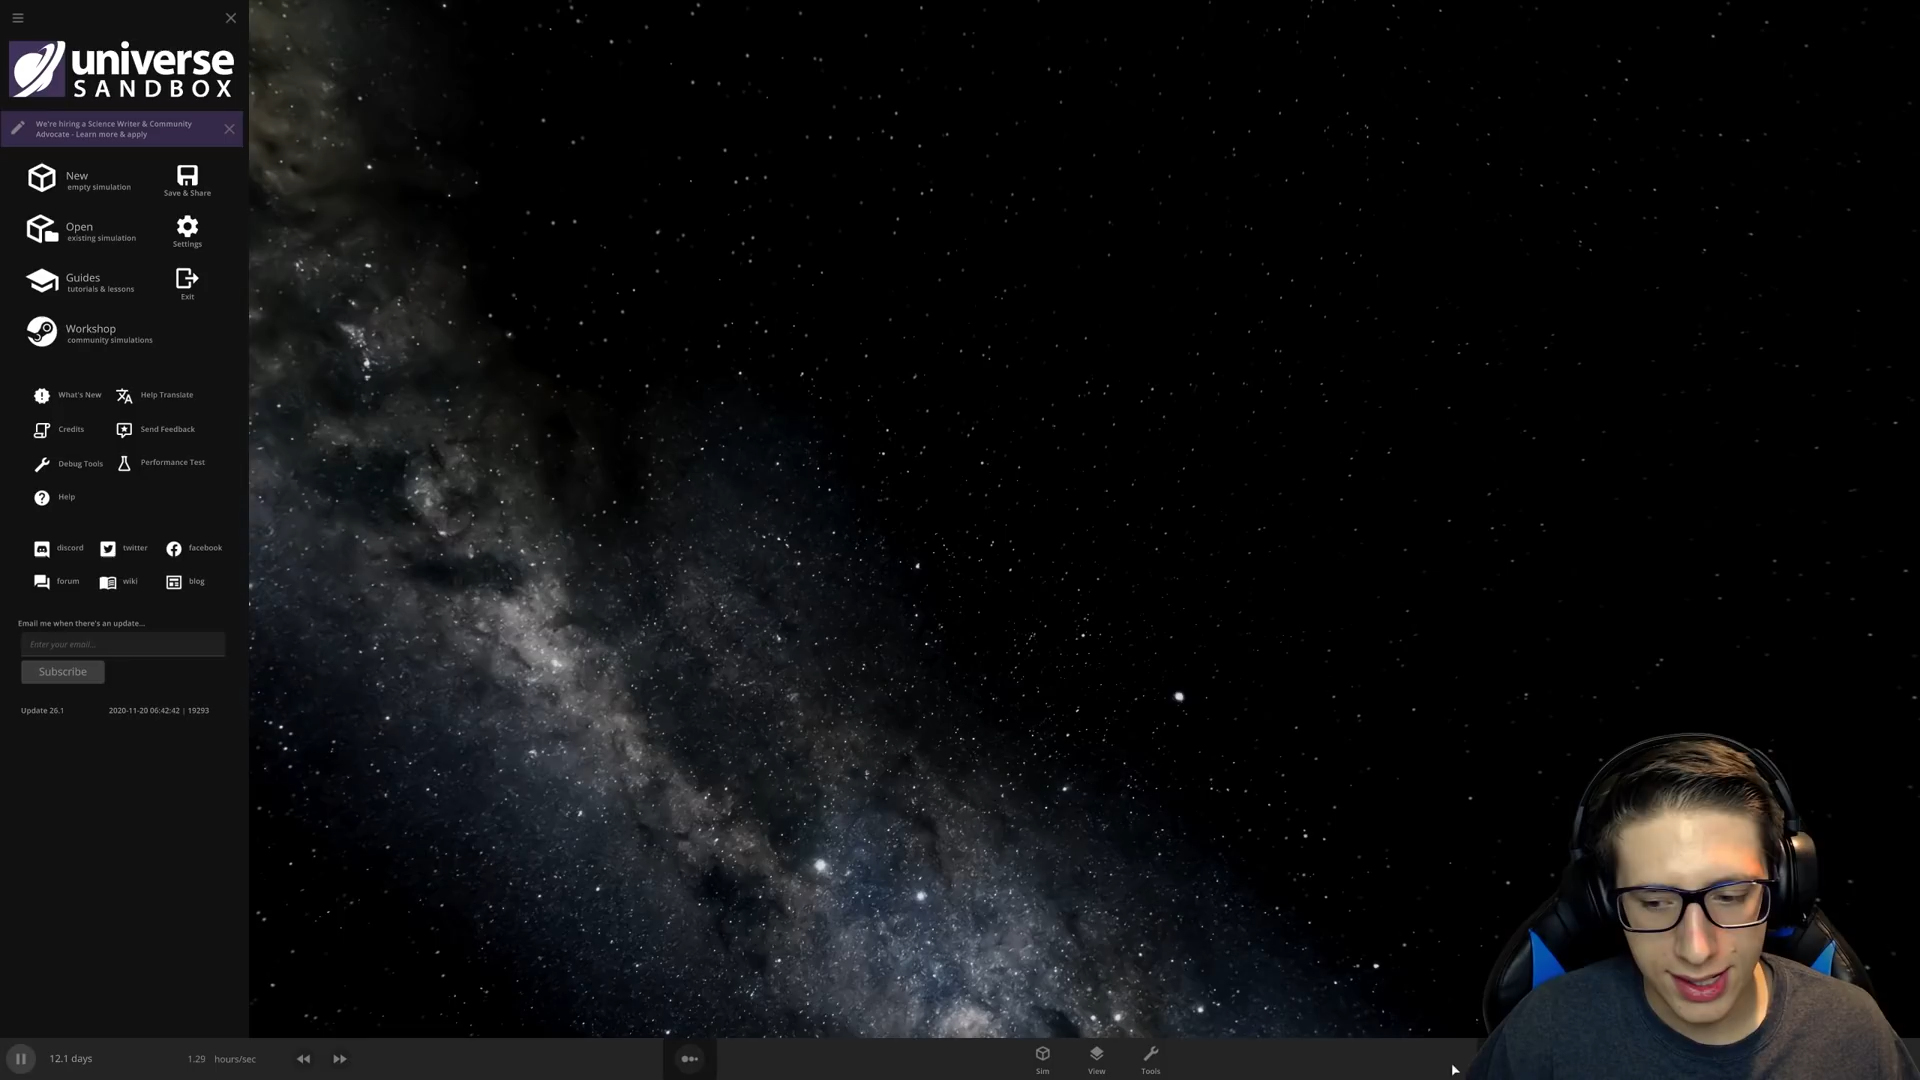 universe
SANDBOX
We're hiring a Science Writer & Community
Advocate - Learn more & apply
New
empty simulation
Save & Share
Open
existing simulation
Settings
Guides
tutorials & lessons
Exit
Workshop
community simulations
What's New
Help Translate
Credits
Send Feedback
Debug Tools
Performance Test
Help
discord
twitter
facebook
forum
wiki
blog
Email me when there's an update...
Enter your email...
Subscribe
Update 26.1
2020-11-20 06:42:42 | 19293
12.1 days
1.29 hours/sec
Sim
View
Tools